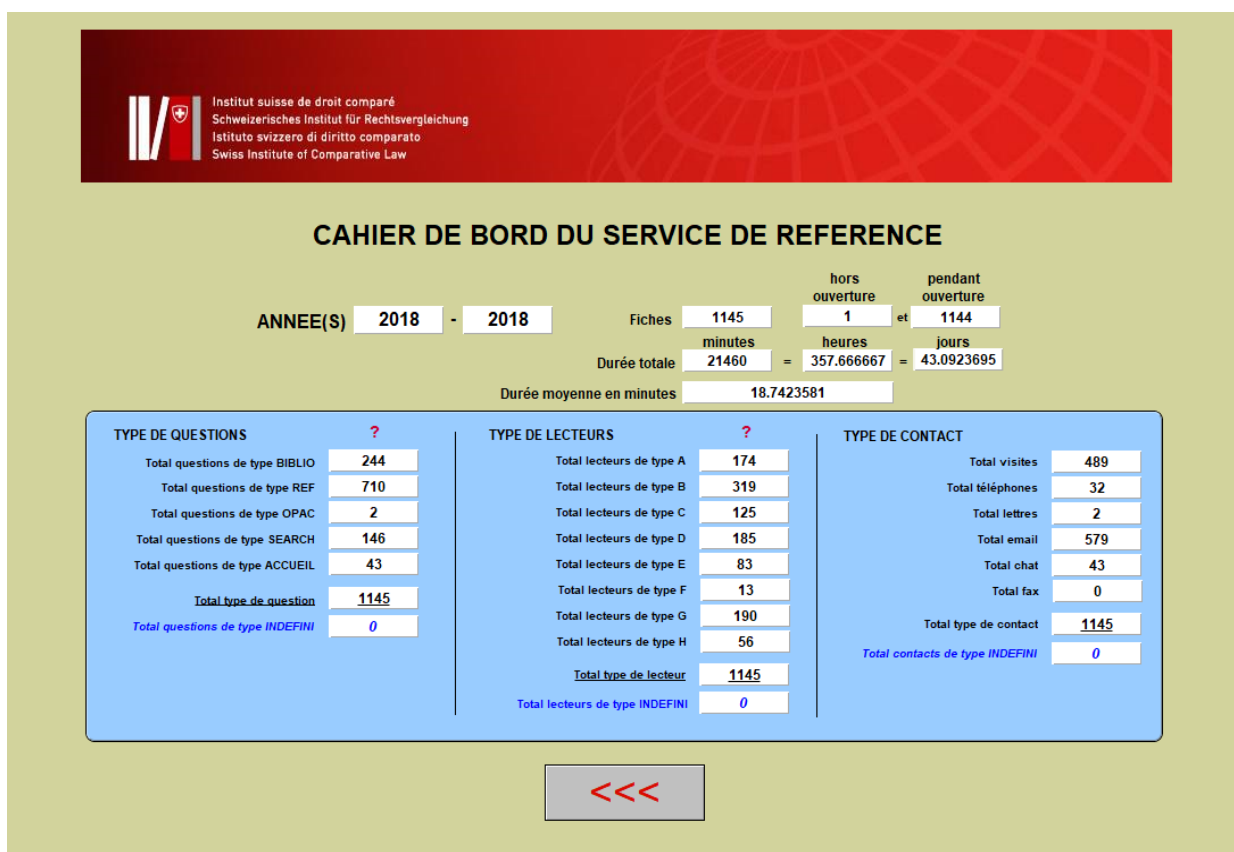 Institut suisse de droit comparé
Schweizerisches Institut für Rechtsvergleichung
Istituto svizzero di diritto comparato
Swiss Institute of Comparative Law
CAHIER DE BORD DU SERVICE DE REFERENCE
hors ouverture pendant ouverture
ANNEE(S) 2018 - 2018 Fiches 1145 1 et 1144
minutes heures jours
Durée totale 21460 = 357.666667 = 43.0923695
Durée moyenne en minutes 18.7423581
TYPE DE QUESTIONS ?
Total questions de type BIBLIO 244
Total questions de type REF 710
Total questions de type OPAC 2
Total questions de type SEARCH 146
Total questions de type ACCUEIL 43
Total type de question 1145
Total questions de type INDEFINI 0
TYPE DE LECTEURS ?
Total lecteurs de type A 174
Total lecteurs de type B 319
Total lecteurs de type C 125
Total lecteurs de type D 185
Total lecteurs de type E 83
Total lecteurs de type F 13
Total lecteurs de type G 190
Total lecteurs de type H 56
Total type de lecteur 1145
Total lecteurs de type INDEFINI 0
TYPE DE CONTACT
Total visites 489
Total téléphones 32
Total lettres 2
Total email 579
Total chat 43
Total fax 0
Total type de contact 1145
Total contacts de type INDEFINI 0
<<<